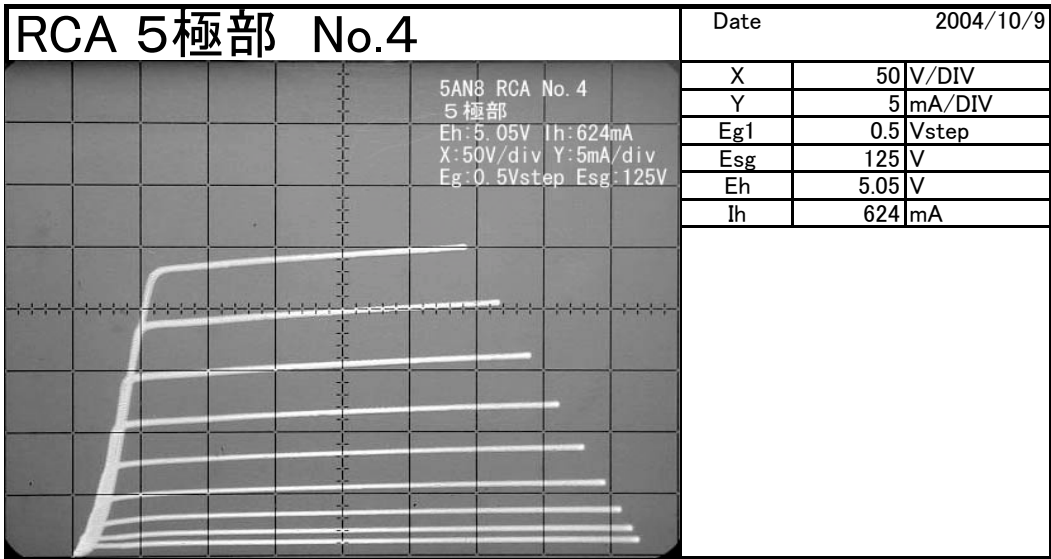 RCA 5極部 No.4
Date 2004/10/9
X 50 V/DIV
Y 5 mA/DIV
Eg1 0.5 Vstep
Esg 125 V
Eh 5.05 V
Ih 624 mA
5AN8 RCA No.4
5極部
Eh:5.05V Ih:624mA
X:50V/div Y:5mA/div
Eg:0.5Vstep Esg:125V